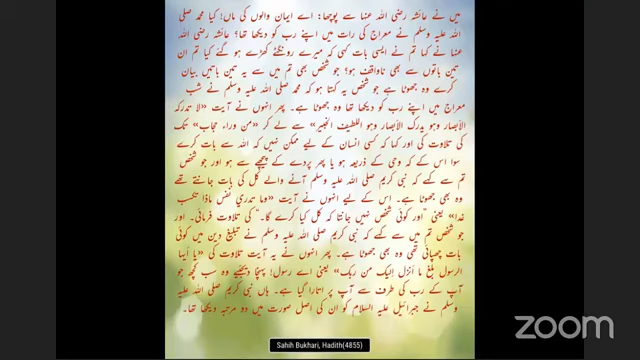 میں نے عائشہ رضی اللہ عنہا سے پوچھا: اے ایمان والوں کی ماں! کیا محمد صلی
اللہ علیہ وسلم نے معراج کی رات میں اپنے رب کو دیکھا تھا؟ عائشہ رضی اللہ
عنہا نے کہا تم نے ایسی بات کہی کہ میرے رونگٹے کھڑے ہو گئے کیا تم ان
تین باتوں سے بھی ناواقف ہو؟ جو شخص بھی تم میں سے یہ تین باتیں بیان
کرے وہ جھوٹا ہے جو شخص یہ کہتا ہو کہ محمد صلی اللہ علیہ وسلم نے شب
معراج میں اپنے رب کو دیکھا تھا وہ جھوٹا ہے۔ پھر انہوں نے آیت «لا تدركہ
الأبصار وہو يدرك الأبصار وہو اللطيف الخبير» سے لے کر «من وراء حجاب» تک
کی تلاوت کی اور کہا کہ کسی انسان کے لیے ممکن نہیں کہ اللہ سے بات کرے
سوا اس کے کہ وحی کے ذریعہ ہو یا پھر پردے کے پیچھے سے ہو اور جو شخص
تم سے کہے کہ نبی کریم صلی اللہ علیہ وسلم آنے والے کل کی بات جانتے تھے
وہ بھی جھوٹا ہے۔ اس کے لیے انہوں نے آیت «وما تدري نفس ماذا تكسب
غدا» یعنی ”اور کوئی شخص نہیں جانتا کہ کل کیا کرے گا۔“ کی تلاوت فرمائی۔ اور
جو شخص تم میں سے کہے کہ نبی کریم صلی اللہ علیہ وسلم نے تبلیغ دین میں کوئی
بات چھپائی تھی وہ بھی جھوٹا ہے۔ پھر انہوں نے یہ آیت تلاوت کی «يا أيہا
الرسول بلغ ما أنزل إليك من ربك» یعنی اے رسول! پہنچا دیجئیے وہ سب کچھ جو
آپ کے رب کی طرف سے آپ پر اتارا گیا ہے۔ ہاں نبی کریم صلی اللہ علیہ
وسلم نے جبرائیل علیہ السلام کو ان کی اصل صورت میں دو مرتبہ دیکھا تھا۔
Sahih Bukhari, Hadith(4855)
zoom